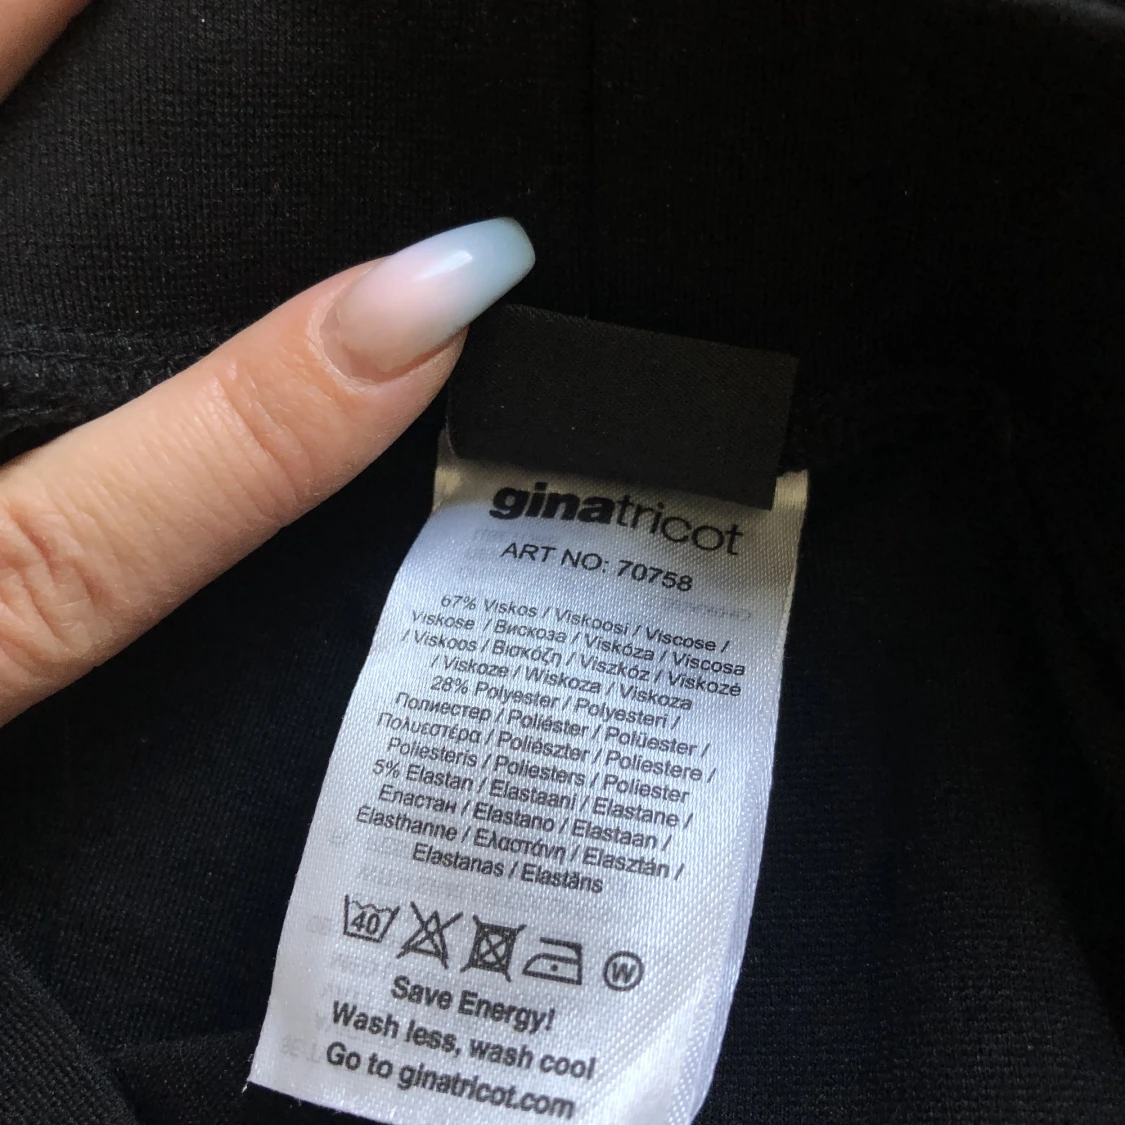 ginatricot
ART NO: 70758
67% Viskos / Viskoosi / Viscose /
Viskose / Вискоза / Viskóza / Viscosa
/ Viskoos / Βισκόζη / Viszkóz / Viskozė
/ Viskoze / Wiskoza / Viskoza
28% Polyester / Polyesteri /
Полиестер / Poliéster / Polüester /
Πολυεστέρα / Poliészter / Poliestere /
Poliesteris / Poliesters / Poliester
5% Elastan / Elastaani / Elastane /
Еластан / Elastano / Elastaan /
Elasthanne / Ελαστάνη / Elasztán /
Elastanas / Elastāns
40
W
Save Energy!
Wash less, wash cool
Go to ginatricot.com